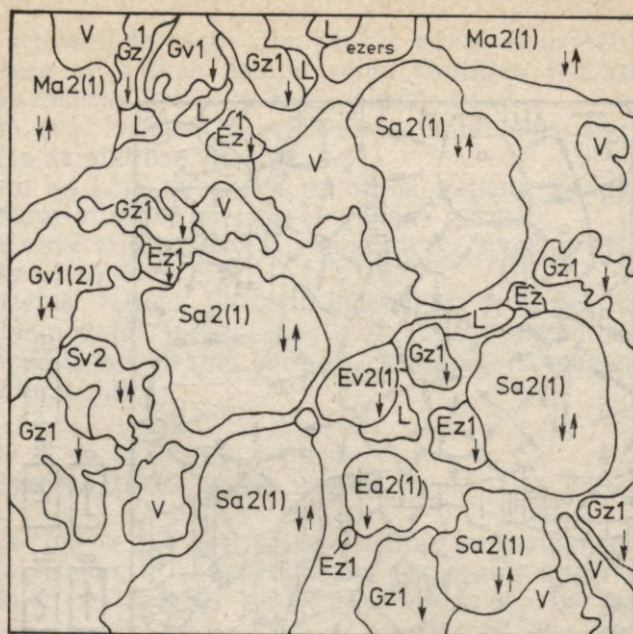 V
Gz 1
Gv1
Gz1
L
ezers
Ma2(1)
Ma2(1)
L
L
Ez 1
V
Sa2(1)
V
Gz1
V
Ez1
Gz1
Gv1(2)
Ez
Sa2(1)
L
Gz1
Sa2(1)
Sv2
Ev2(1)
L
Ez1
Gz1
V
Sa2(1)
Ea2(1)
Gz1
Ez1
Sa2(1)
V
Gz1
V